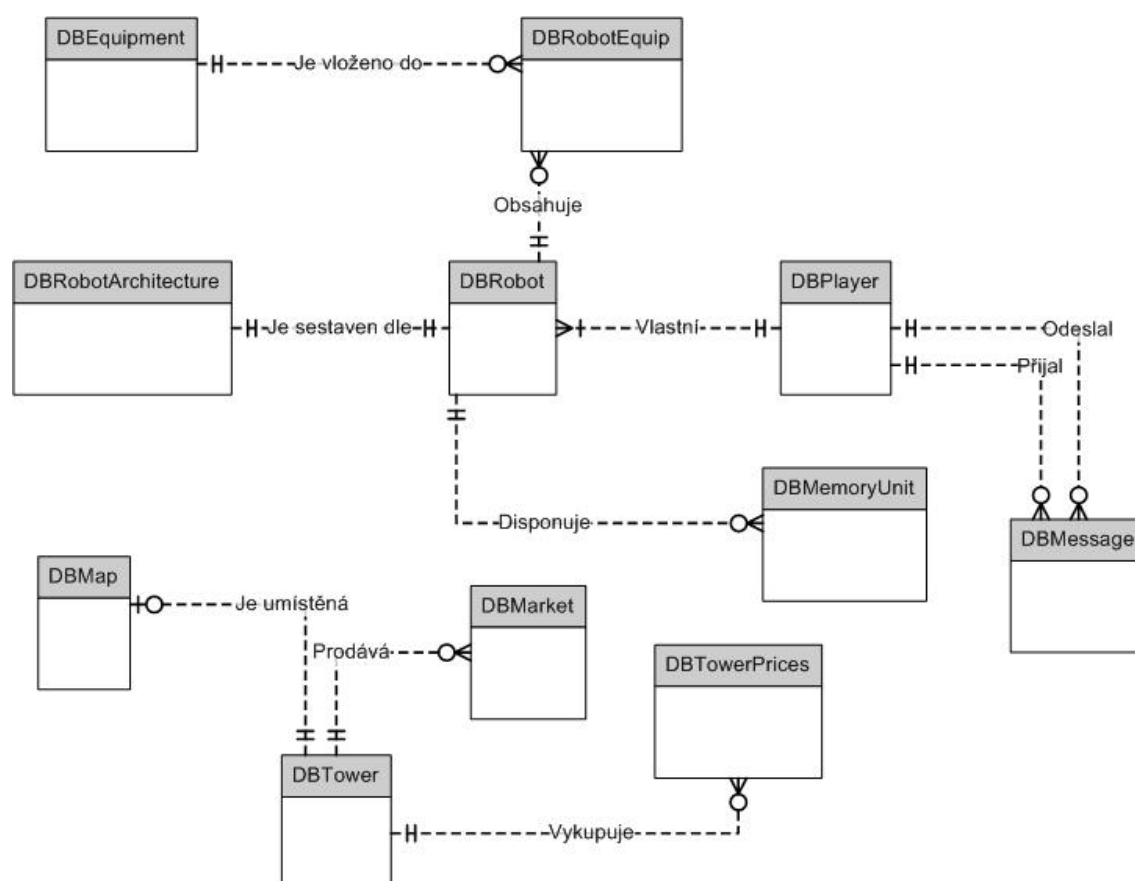 DBEquipment
Je vloženo do
DBRobotEquip
Obsahuje
DBRobotArchitecture
Je sestaven dle
DBRobot
Vlastní
DBPlayer
Odeslal
Přijal
DBMemoryUnit
Disponuje
DBMessage
DBMap
Je umístěná
DBMarket
Prodává
DBTowerPrices
DBTower
Vykupuje